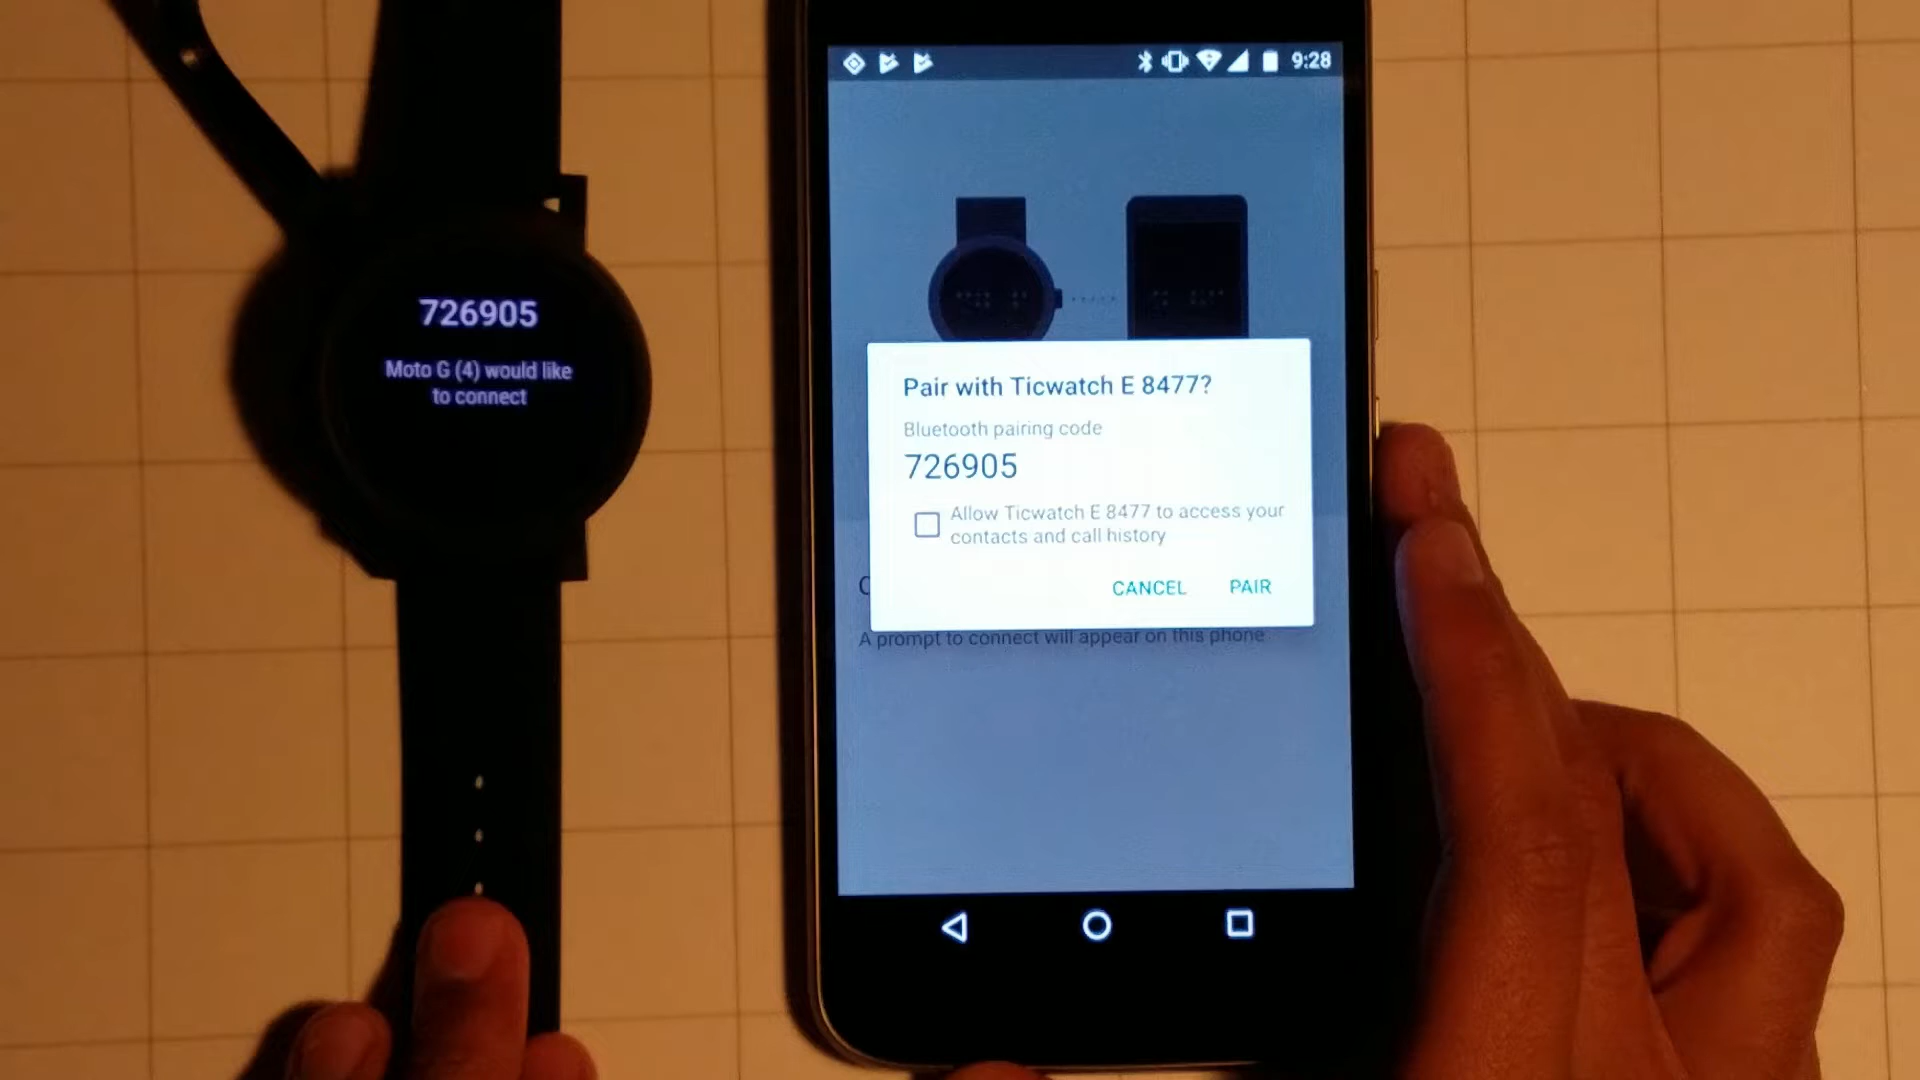 726905
Moto G (4) would like
to connect
9:28
Pair with Ticwatch E 8477?
Bluetooth pairing code
726905
Allow Ticwatch E 8477 to access your
contacts and call history
CANCEL PAIR
A prompt to connect will appear on this phone